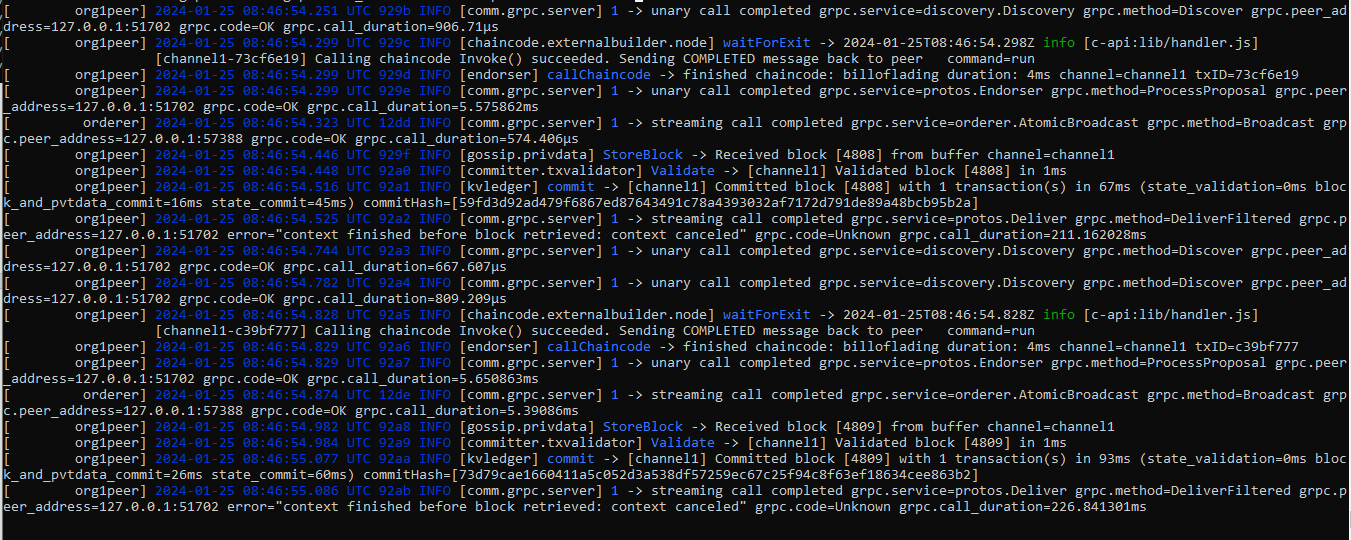 [         org1peer] 2024-01-25 08:46:54.251 UTC 929b INFO [comm.grpc.server] 1 -> unary call completed grpc.service=discovery.Discovery grpc.method=Discover grpc.peer_ad
dress=127.0.0.1:51702 grpc.code=OK grpc.call_duration=906.71µs
[         org1peer] 2024-01-25 08:46:54.299 UTC 929c INFO [chaincode.externalbuilder.node] waitForExit -> 2024-01-25T08:46:54.298Z info [c-api:lib/handler.js]
                   [channel1-73cf6e19] Calling chaincode Invoke() succeeded. Sending COMPLETED message back to peer   command=run
[         org1peer] 2024-01-25 08:46:54.299 UTC 929d INFO [endorser] callChaincode -> finished chaincode: billoflading duration: 4ms channel=channel1 txID=73cf6e19
[         org1peer] 2024-01-25 08:46:54.299 UTC 929e INFO [comm.grpc.server] 1 -> unary call completed grpc.service=protos.Endorser grpc.method=ProcessProposal grpc.peer
_address=127.0.0.1:51702 grpc.code=OK grpc.call_duration=5.575862ms
[          orderer] 2024-01-25 08:46:54.323 UTC 12dd INFO [comm.grpc.server] 1 -> streaming call completed grpc.service=orderer.AtomicBroadcast grpc.method=Broadcast grp
c.peer_address=127.0.0.1:57388 grpc.code=OK grpc.call_duration=574.406µs
[         org1peer] 2024-01-25 08:46:54.446 UTC 929f INFO [gossip.privdata] StoreBlock -> Received block [4808] from buffer channel=channel1
[         org1peer] 2024-01-25 08:46:54.448 UTC 92a0 INFO [committer.txvalidator] Validate -> [channel1] Validated block [4808] in 1ms
[         org1peer] 2024-01-25 08:46:54.516 UTC 92a1 INFO [kvledger] commit -> [channel1] Committed block [4808] with 1 transaction(s) in 67ms (state_validation=0ms bloc
k_and_pvtdata_commit=16ms state_commit=45ms) commitHash=[59fd3d92ad479f6867ed87643491c78a4393032af7172d791de89a48bcb95b2a]
[         org1peer] 2024-01-25 08:46:54.525 UTC 92a2 INFO [comm.grpc.server] 1 -> streaming call completed grpc.service=protos.Deliver grpc.method=DeliverFiltered grpc.p
eer_address=127.0.0.1:51702 error="context finished before block retrieved: context canceled" grpc.code=Unknown grpc.call_duration=211.162028ms
[         org1peer] 2024-01-25 08:46:54.744 UTC 92a3 INFO [comm.grpc.server] 1 -> unary call completed grpc.service=discovery.Discovery grpc.method=Discover grpc.peer_ad
dress=127.0.0.1:51702 grpc.code=OK grpc.call_duration=667.607µs
[         org1peer] 2024-01-25 08:46:54.782 UTC 92a4 INFO [comm.grpc.server] 1 -> unary call completed grpc.service=discovery.Discovery grpc.method=Discover grpc.peer_ad
dress=127.0.0.1:51702 grpc.code=OK grpc.call_duration=809.209µs
[         org1peer] 2024-01-25 08:46:54.828 UTC 92a5 INFO [chaincode.externalbuilder.node] waitForExit -> 2024-01-25T08:46:54.828Z info [c-api:lib/handler.js]
                   [channel1-c39bf777] Calling chaincode Invoke() succeeded. Sending COMPLETED message back to peer   command=run
[         org1peer] 2024-01-25 08:46:54.829 UTC 92a6 INFO [endorser] callChaincode -> finished chaincode: billoflading duration: 4ms channel=channel1 txID=c39bf777
[         org1peer] 2024-01-25 08:46:54.829 UTC 92a7 INFO [comm.grpc.server] 1 -> unary call completed grpc.service=protos.Endorser grpc.method=ProcessProposal grpc.peer
_address=127.0.0.1:51702 grpc.code=OK grpc.call_duration=5.650863ms
[          orderer] 2024-01-25 08:46:54.874 UTC 12de INFO [comm.grpc.server] 1 -> streaming call completed grpc.service=orderer.AtomicBroadcast grpc.method=Broadcast grp
c.peer_address=127.0.0.1:57388 grpc.code=OK grpc.call_duration=5.39086ms
[         org1peer] 2024-01-25 08:46:54.982 UTC 92a8 INFO [gossip.privdata] StoreBlock -> Received block [4809] from buffer channel=channel1
[         org1peer] 2024-01-25 08:46:54.984 UTC 92a9 INFO [committer.txvalidator] Validate -> [channel1] Validated block [4809] in 1ms
[         org1peer] 2024-01-25 08:46:55.077 UTC 92aa INFO [kvledger] commit -> [channel1] Committed block [4809] with 1 transaction(s) in 93ms (state_validation=0ms bloc
k_and_pvtdata_commit=26ms state_commit=60ms) commitHash=[73d79cae1660411a5c052d3a538df57259ec67c25f94c8f63ef18634cee863b2]
[         org1peer] 2024-01-25 08:46:55.086 UTC 92ab INFO [comm.grpc.server] 1 -> streaming call completed grpc.service=protos.Deliver grpc.method=DeliverFiltered grpc.p
eer_address=127.0.0.1:51702 error="context finished before block retrieved: context canceled" grpc.code=Unknown grpc.call_duration=226.841301ms